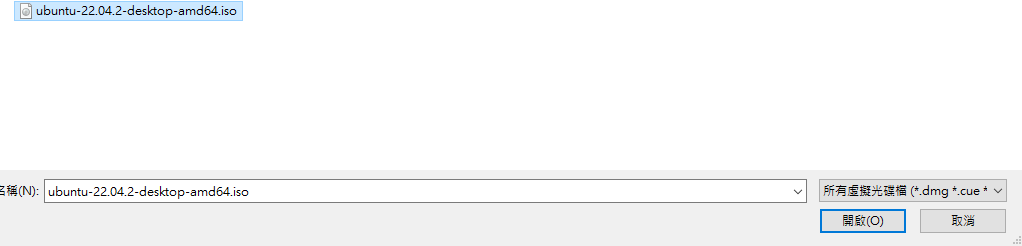 ubuntu-22.04.2-desktop-amd64.iso
名稱(N): ubuntu-22.04.2-desktop-amd64.iso 所有虛擬光碟檔 (*.dmg *.cue *
開啟(O) 取消